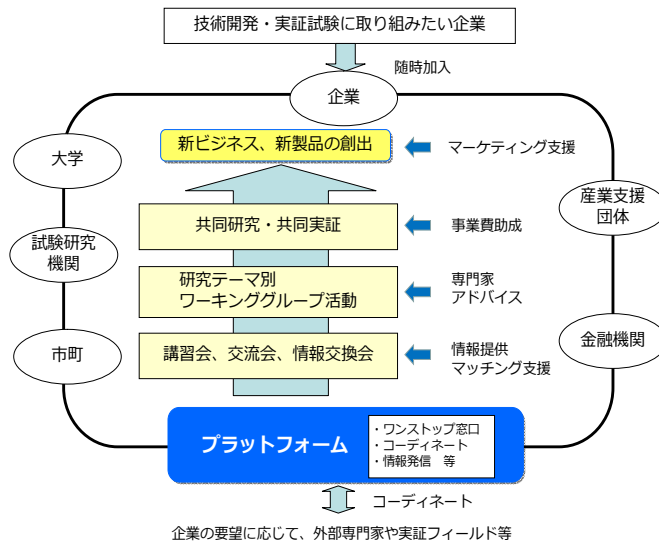 技術開発・実証試験に取り組みたい企業
随時加入
企業
新ビジネス、新製品の創出
マーケティング支援
大学
共同研究・共同実証
事業費助成
産業支援
団体
試験研究
機関
研究テーマ別
ワーキンググループ活動
専門家
アドバイス
市町
講習会、交流会、情報交換会
情報提供
マッチング支援
金融機関
プラットフォーム
・ワンストップ窓口
・コーディネート
・情報発信　等
コーディネート
企業の要望に応じて、外部専門家や実証フィールド等